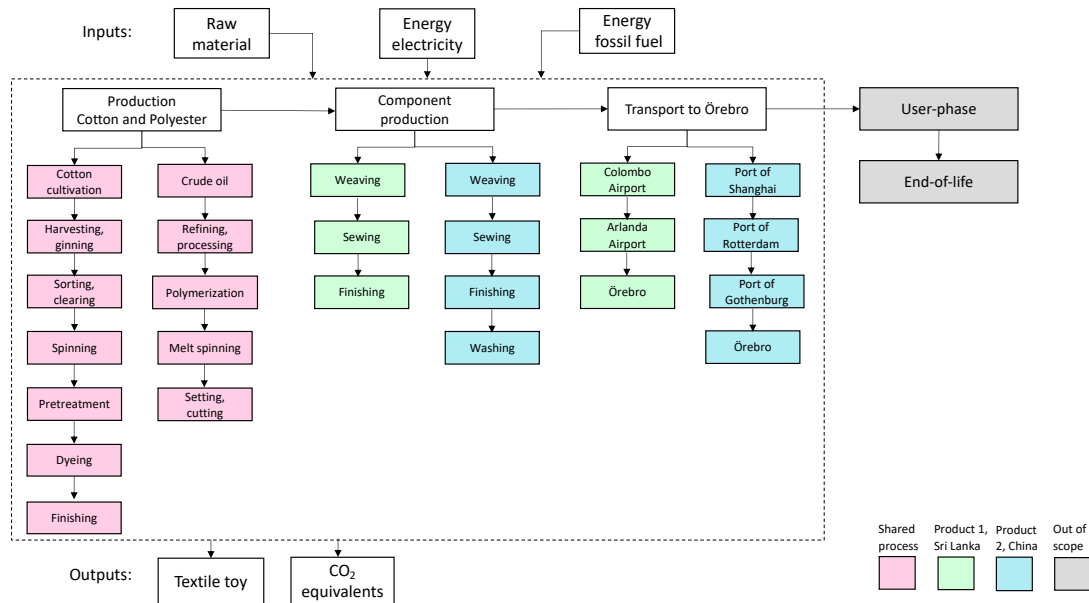 Inputs:
Raw
material
Energy
electricity
Energy
fossil fuel
Production
Cotton and Polyester
Component
production
Transport to Örebro
User-phase
End-of-life
Cotton
cultivation
Harvesting,
ginning
Sorting,
clearing
Spinning
Pretreatment
Dyeing
Finishing
Crude oil
Refining,
processing
Polymerization
Melt spinning
Setting,
cutting
Weaving
Sewing
Finishing
Weaving
Sewing
Finishing
Washing
Colombo
Airport
Arlanda
Airport
Örebro
Port of
Shanghai
Port of
Rotterdam
Port of
Gothenburg
Örebro
Outputs:
Textile toy
CO₂
equivalents
Shared
process
Product 1,
Sri Lanka
Product
2, China
Out of
scope